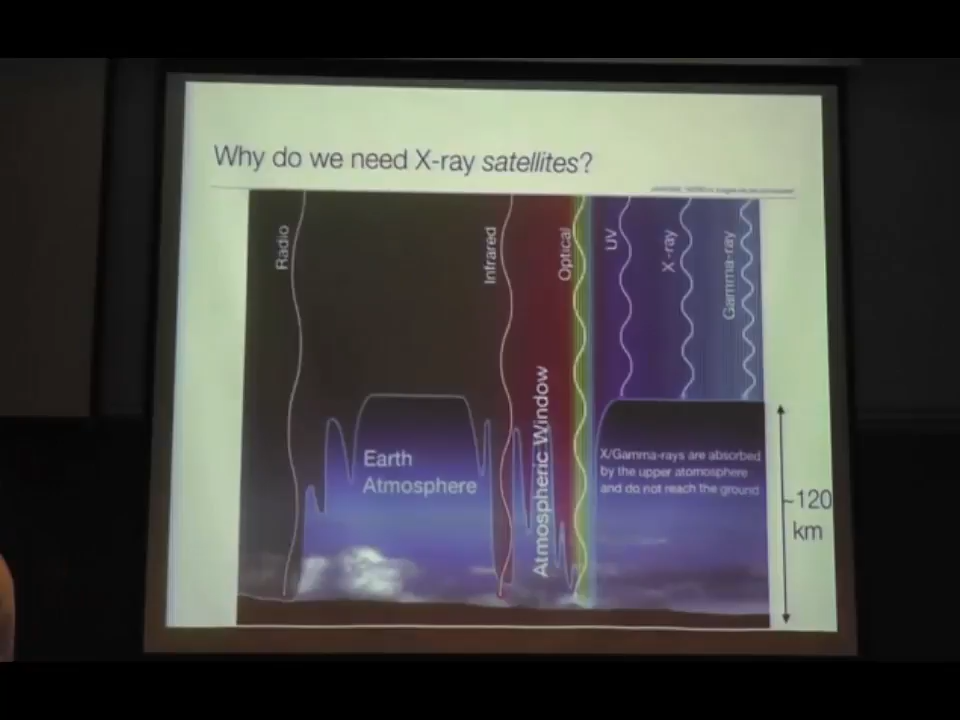 Why do we need X-ray satellites?
Radio
Infrared
Optical
UV
X-ray
Gamma-ray
Atmospheric Window
Earth
Atmosphere
X/Gamma-rays are absorbed
by the upper atomosphere
and do not reach the ground
~120
km